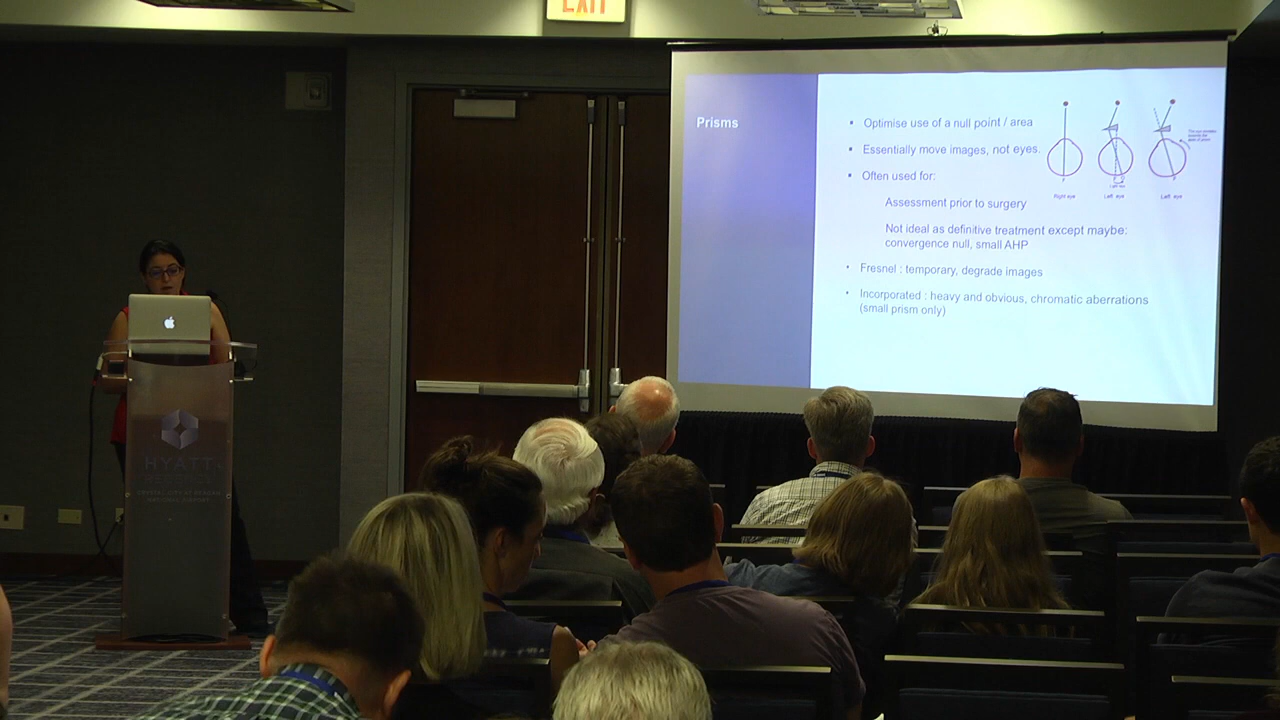 EXIT
Prisms
Optimise use of a null point / area
Essentially move images, not eyes.
Often used for:
Assessment prior to surgery
Not ideal as definitive treatment except maybe:
convergence null, small AHP
Fresnel : temporary, degrade images
Incorporated : heavy and obvious, chromatic aberrations
(small prism only)
Right eye
Left eye
Left eye
HYATT